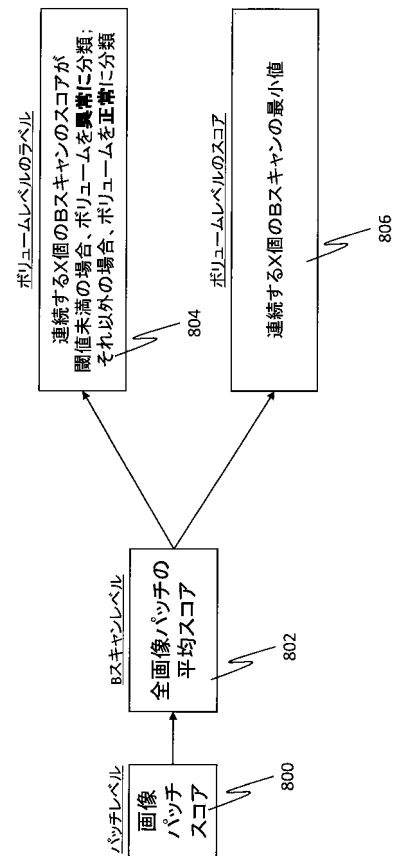 パッチレベル
画像
パッチ
スコア
800
Bスキャンレベル
全画像パッチの
平均スコア
802
ボリュームレベルのラベル
連続するX個のBスキャンのスコアが
閾値未満の場合、ボリュームを異常に分類;
それ以外の場合、ボリュームを正常に分類
804
ボリュームレベルのスコア
連続するX個のBスキャンの最小値
806